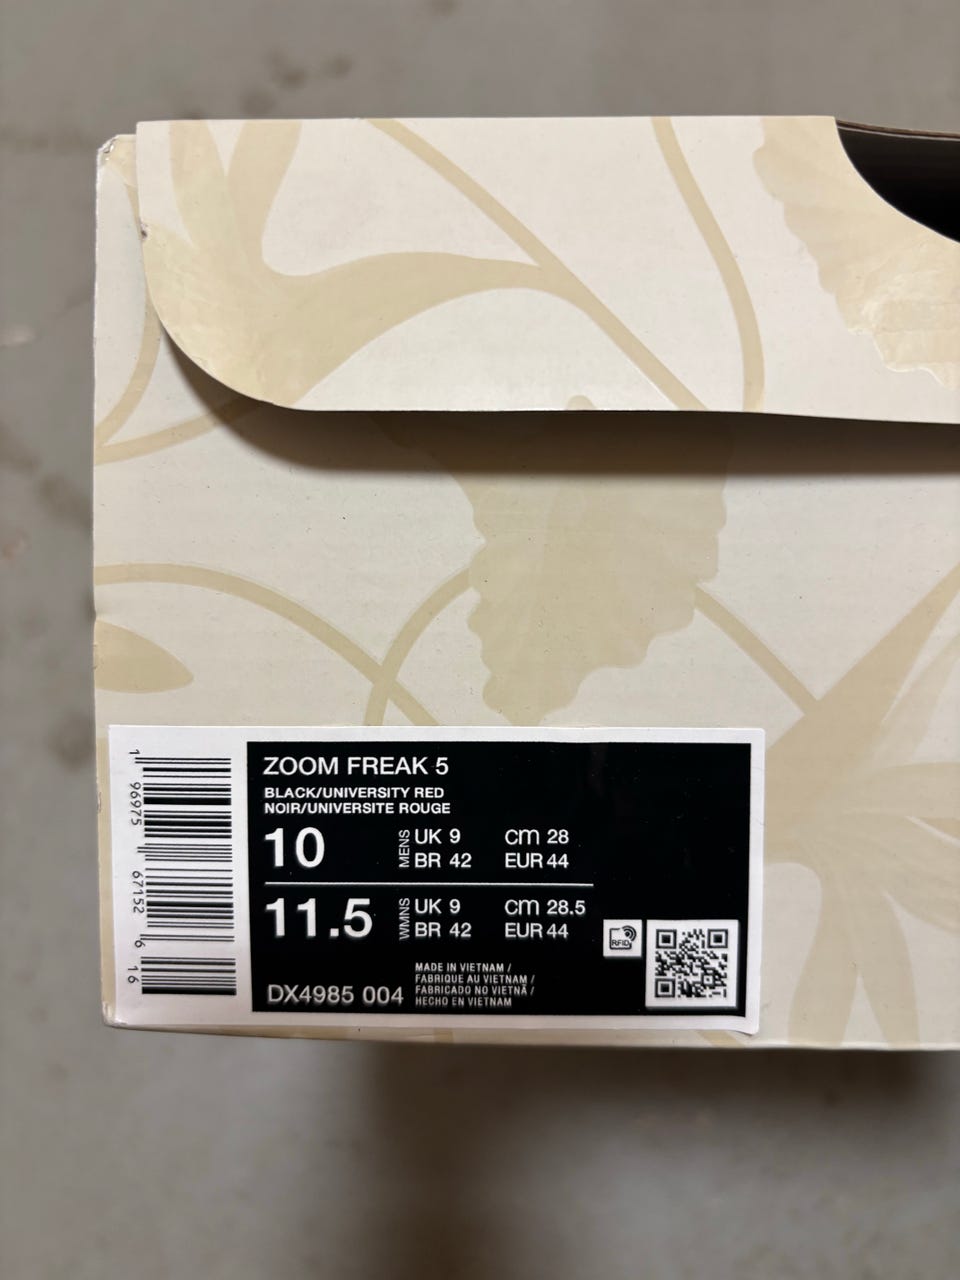 ZOOM FREAK 5
BLACK/UNIVERSITY RED
NOIR/UNIVERSITE ROUGE
10 MENS UK 9 cm 28
BR 42 EUR 44
11.5 WMNS UK 9 cm 28.5
BR 42 EUR 44
MADE IN VIETNAM /
FABRIQUE AU VIETNAM /
FABRICADO NO VIETNÃ /
HECHO EN VIETNAM
DX4985 004
RFID
1 96975 67152 6 16